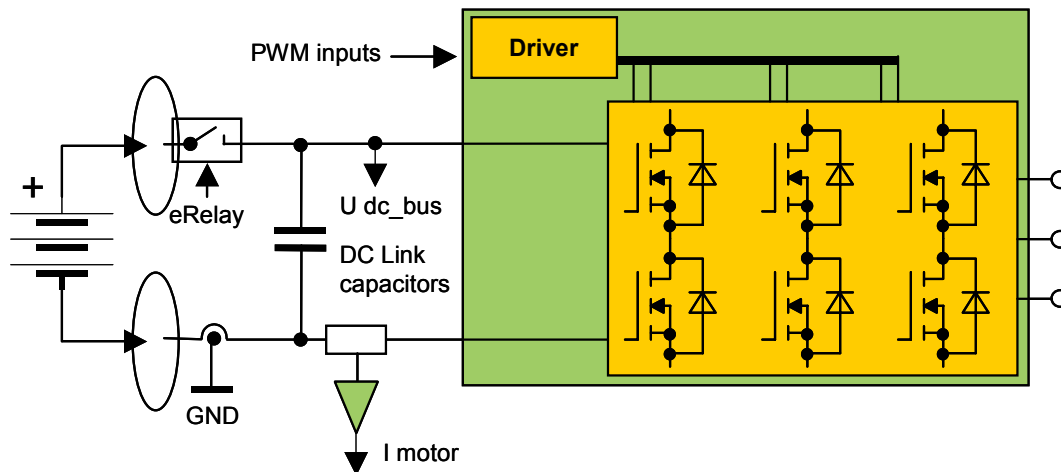 PWM inputs
Driver
+
eRelay
U dc_bus
DC Link
capacitors
GND
I motor